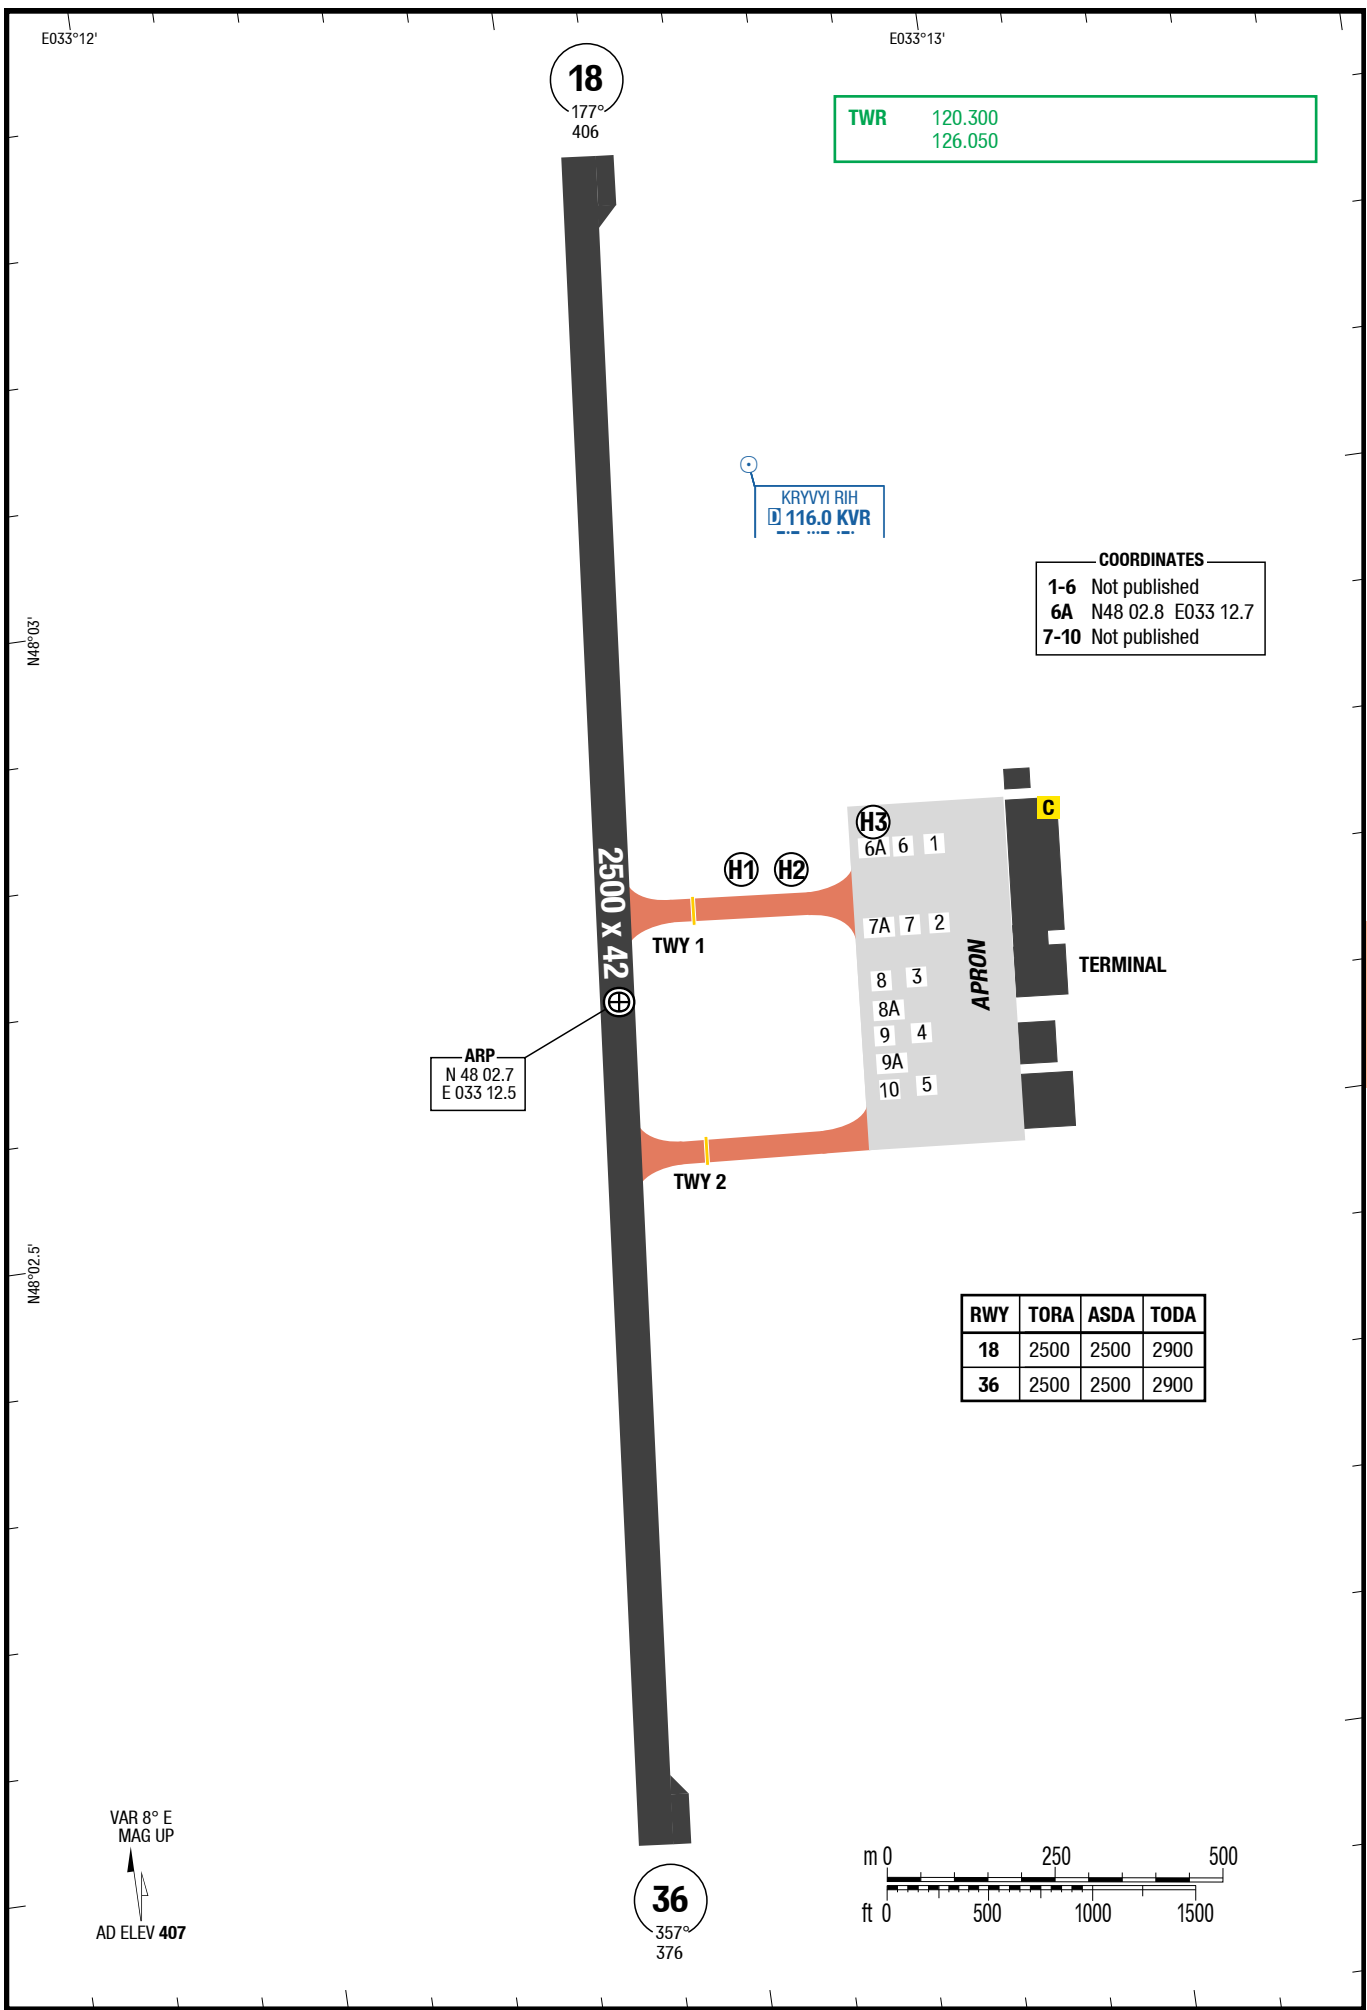 E033°12'
E033°13'
18
177°
406
TWR 120.300
126.050
KRYVYI RIH
D 116.0 KVR
COORDINATES
1-6 Not published
6A N48 02.8 E033 12.7
7-10 Not published
N48°03'
C
H3
6A 6 1
H1 H2
2500 x 42
7A 7 2
TWY 1
APRON
TERMINAL
8 3
8A
9 4
9A
10 5
ARP
N 48 02.7
E 033 12.5
TWY 2
N48°02.5'
RWY TORA ASDA TODA
18 2500 2500 2900
36 2500 2500 2900
VAR 8° E
MAG UP
AD ELEV 407
36
357°
376
m 0 250 500
ft 0 500 1000 1500